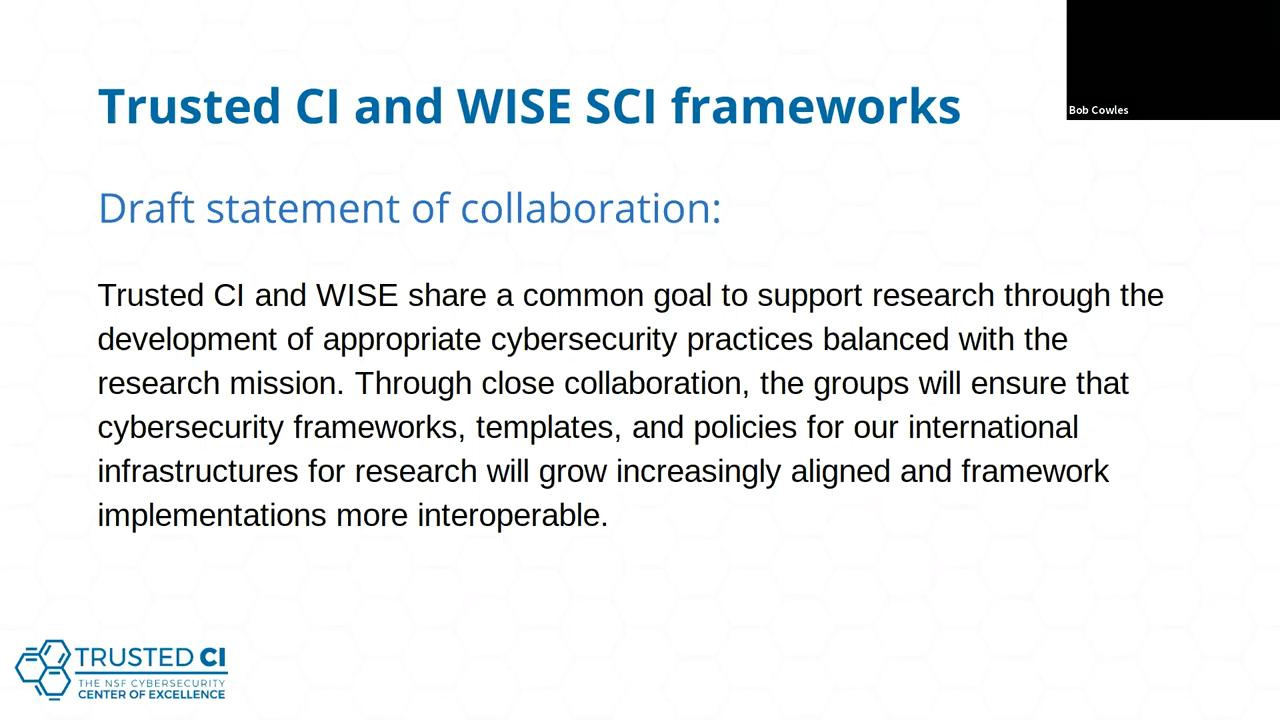 Trusted CI and WISE SCI frameworks
Bob Cowles
Draft statement of collaboration:
Trusted CI and WISE share a common goal to support research through the
development of appropriate cybersecurity practices balanced with the
research mission. Through close collaboration, the groups will ensure that
cybersecurity frameworks, templates, and policies for our international
infrastructures for research will grow increasingly aligned and framework
implementations more interoperable.
TRUSTED CI
THE NSF CYBERSECURITY
CENTER OF EXCELLENCE